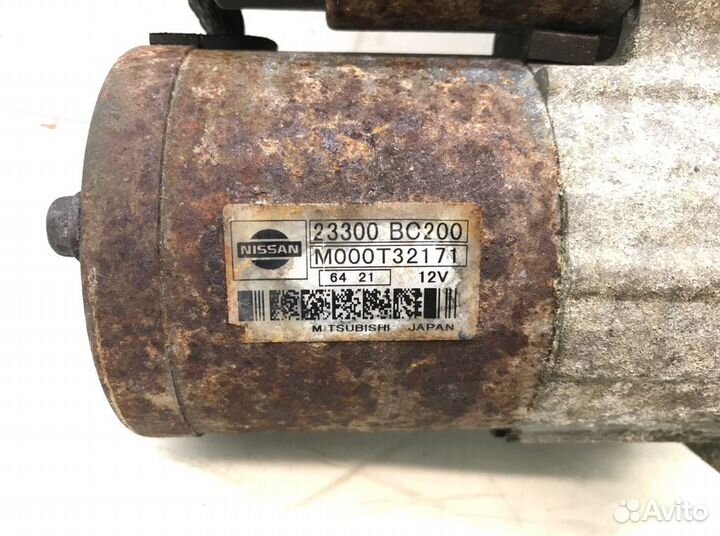 NISSAN
23300 BC200
M000T32171
64 21 12V
MITSUBISHI JAPAN
Avito